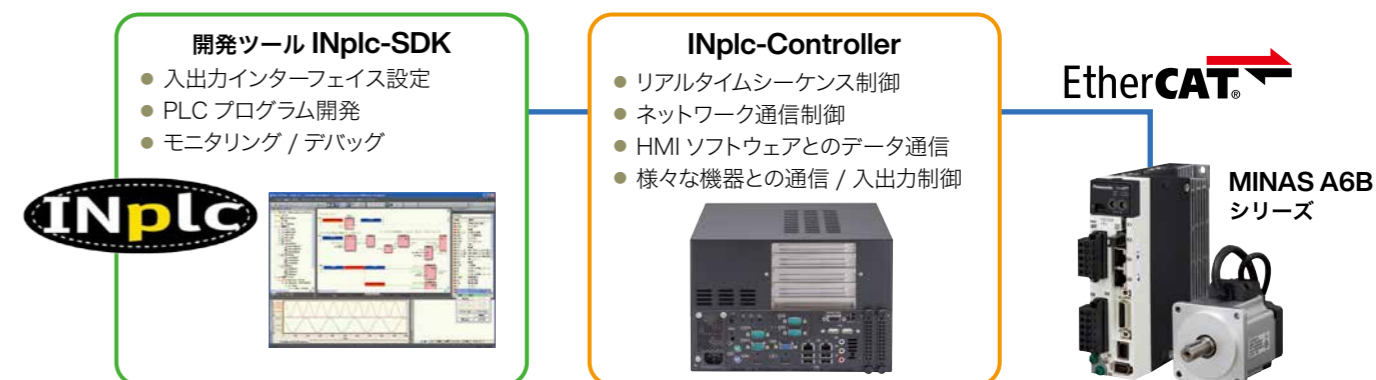 開発ツール INplc-SDK
● 入出力インターフェイス設定
● PLC プログラム開発
● モニタリング / デバッグ
INplc
INplc-Controller
● リアルタイムシーケンス制御
● ネットワーク通信制御
● HMI ソフトウェアとのデータ通信
● 様々な機器との通信 / 入出力制御
EtherCAT®
MINAS A6B
シリーズ
Panasonic